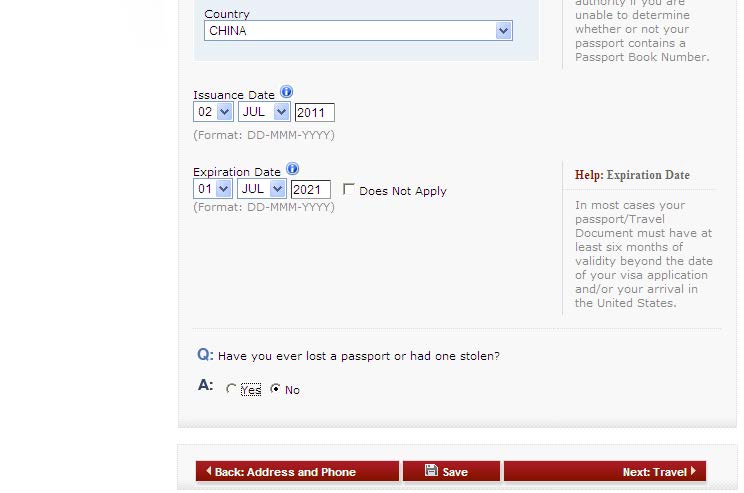 authority if you are
unable to determine
whether or not your
passport contains a
Passport Book Number.
Country
CHINA
Issuance Date
02 JUL 2011
(Format: DD-MMM-YYYY)
Expiration Date
01 JUL 2021 Does Not Apply
(Format: DD-MMM-YYYY)
Help: Expiration Date
In most cases your
passport/Travel
Document must have at
least six months of
validity beyond the date
of your visa application
and/or your arrival in
the United States.
Q: Have you ever lost a passport or had one stolen?
A: Yes No
Back: Address and Phone Save Next: Travel